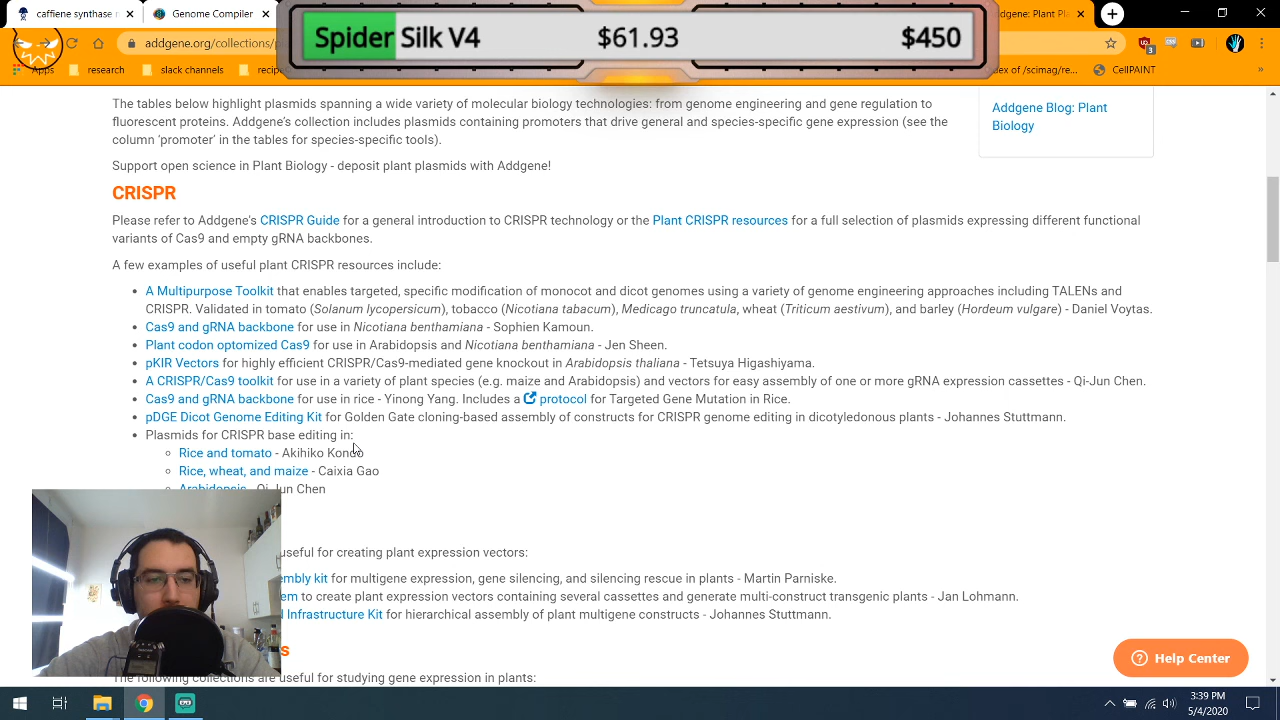 caffiene synthet
dgene: Plant Pl
Spider Silk V4 $61.93 $450
addgene.org/collections/p
Apps research slack channels recip
ndex of /scimag/re... CellPAINT »
The tables below highlight plasmids spanning a wide variety of molecular biology technologies: from genome engineering and gene regulation to
fluorescent proteins. Addgene's collection includes plasmids containing promoters that drive general and species-specific gene expression (see the
column 'promoter' in the tables for species-specific tools).
Addgene Blog: Plant
Biology
Support open science in Plant Biology - deposit plant plasmids with Addgene!
CRISPR
Please refer to Addgene's CRISPR Guide for a general introduction to CRISPR technology or the Plant CRISPR resources for a full selection of plasmids expressing different functional
variants of Cas9 and empty gRNA backbones.
A few examples of useful plant CRISPR resources include:
• A Multipurpose Toolkit that enables targeted, specific modification of monocot and dicot genomes using a variety of genome engineering approaches including TALENs and
CRISPR. Validated in tomato (Solanum lycopersicum), tobacco (Nicotiana tabacum), Medicago truncatula, wheat (Triticum aestivum), and barley (Hordeum vulgare) - Daniel Voytas.
• Cas9 and gRNA backbone for use in Nicotiana benthamiana - Sophien Kamoun.
• Plant codon optomized Cas9 for use in Arabidopsis and Nicotiana benthamiana - Jen Sheen.
• pKIR Vectors for highly efficient CRISPR/Cas9-mediated gene knockout in Arabidopsis thaliana - Tetsuya Higashiyama.
• A CRISPR/Cas9 toolkit for use in a variety of plant species (e.g. maize and Arabidopsis) and vectors for easy assembly of one or more gRNA expression cassettes - Qi-Jun Chen.
• Cas9 and gRNA backbone for use in rice - Yinong Yang. Includes a protocol for Targeted Gene Mutation in Rice.
• pDGE Dicot Genome Editing Kit for Golden Gate cloning-based assembly of constructs for CRISPR genome editing in dicotyledonous plants - Johannes Stuttmann.
• Plasmids for CRISPR base editing in:
Rice and tomato - Akihiko Kondo
Rice, wheat, and maize - Caixia Gao
Arabidopsis - Qi-Jun Chen
useful for creating plant expression vectors:
embly kit for multigene expression, gene silencing, and silencing rescue in plants - Martin Parniske.
em to create plant expression vectors containing several cassettes and generate multi-construct transgenic plants - Jan Lohmann.
l Infrastructure Kit for hierarchical assembly of plant multigene constructs - Johannes Stuttmann.
s
The following collections are useful for studying gene expression in plants:
Help Center
3:39 PM
5/4/2020